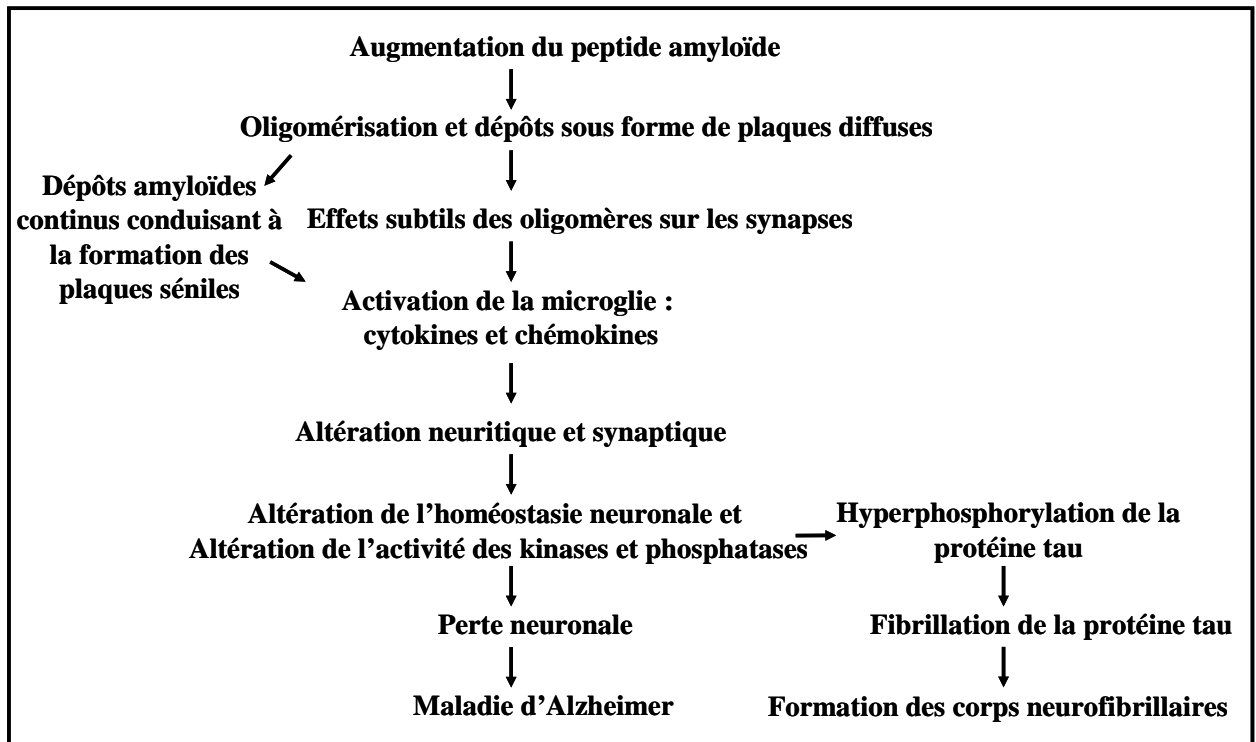 Augmentation du peptide amyloïde
Oligomérisation et dépôts sous forme de plaques diffuses
Dépôts amyloïdes
continus conduisant à
la formation des
plaques séniles
Effets subtils des oligomères sur les synapses
Activation de la microglie :
cytokines et chémokines
Altération neuritique et synaptique
Altération de l’homéostasie neuronale et
Altération de l’activité des kinases et phosphatases
Hyperphosphorylation de la
protéine tau
Perte neuronale
Fibrillation de la protéine tau
Maladie d’Alzheimer
Formation des corps neurofibrillaires